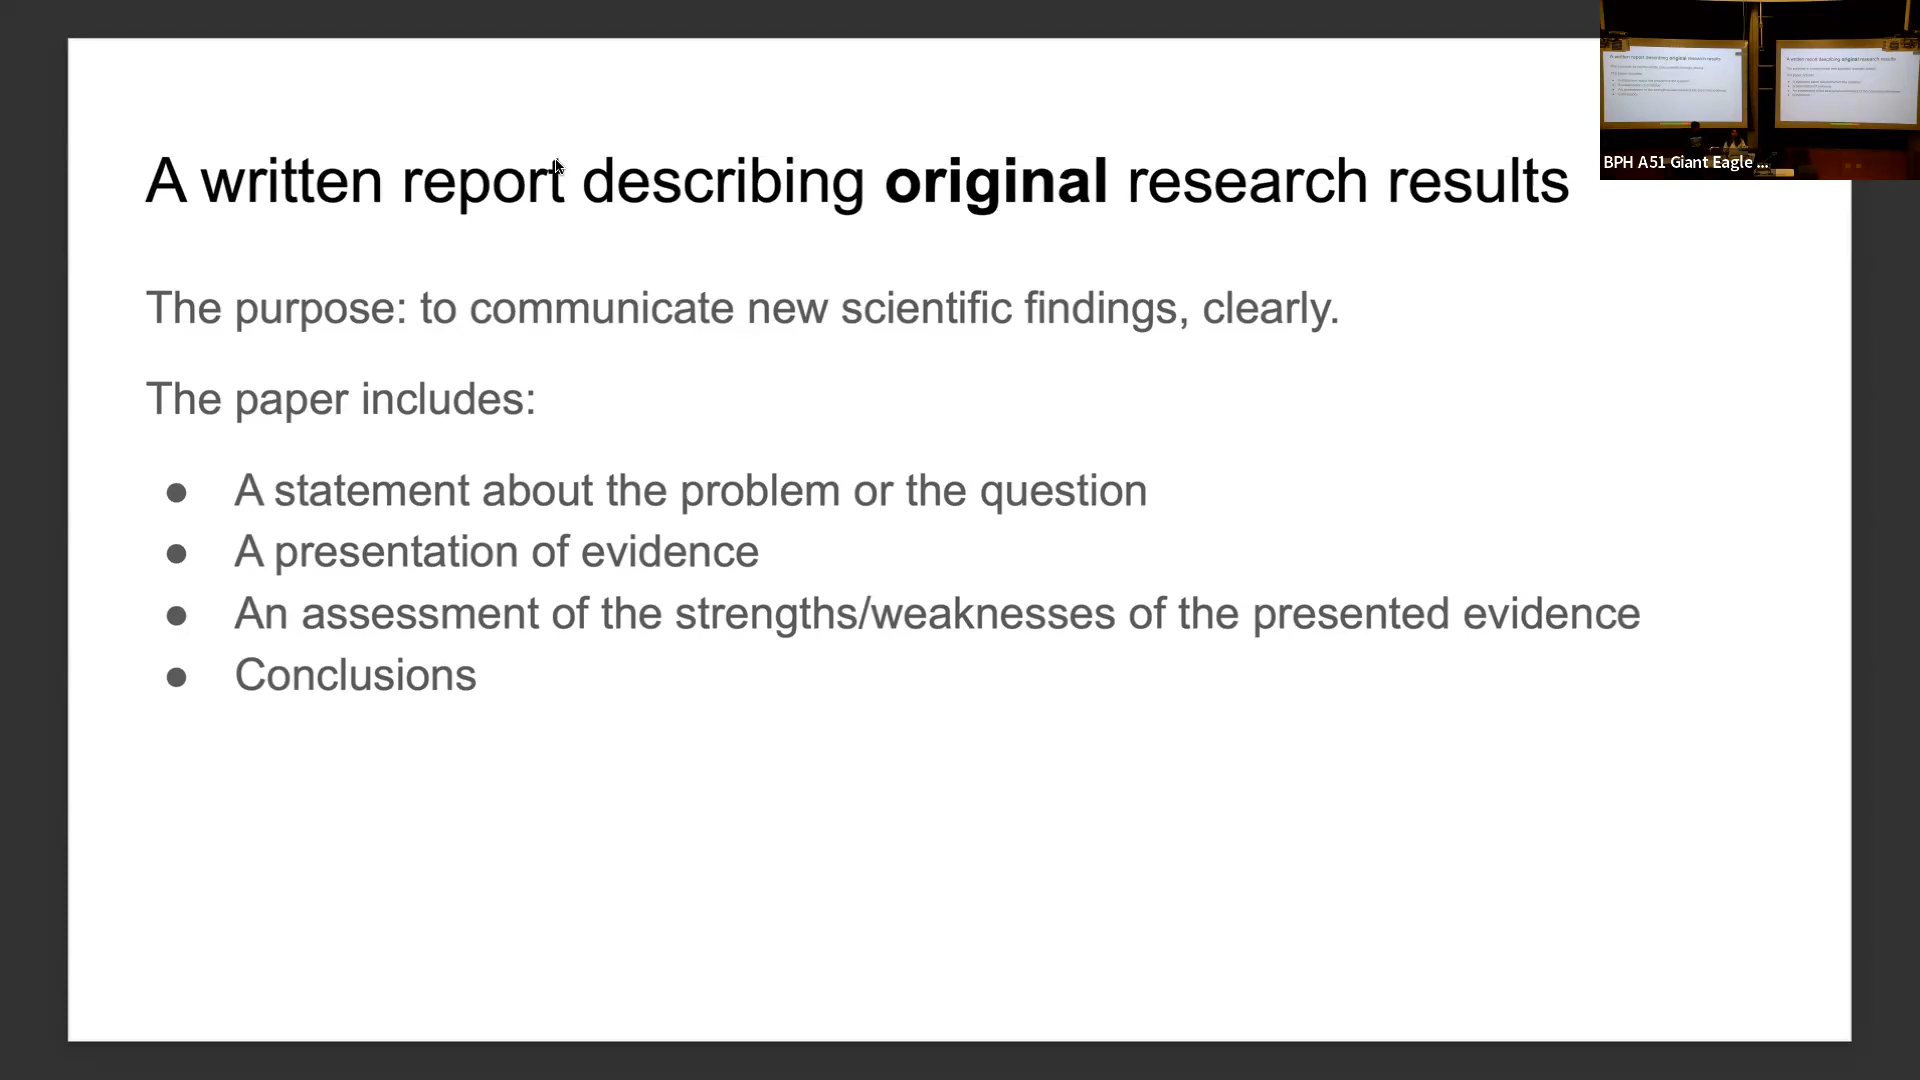 A written report describing original research results
BPH A51 Giant Eagle ...
The purpose: to communicate new scientific findings, clearly.
The paper includes:
● A statement about the problem or the question
● A presentation of evidence
● An assessment of the strengths/weaknesses of the presented evidence
● Conclusions